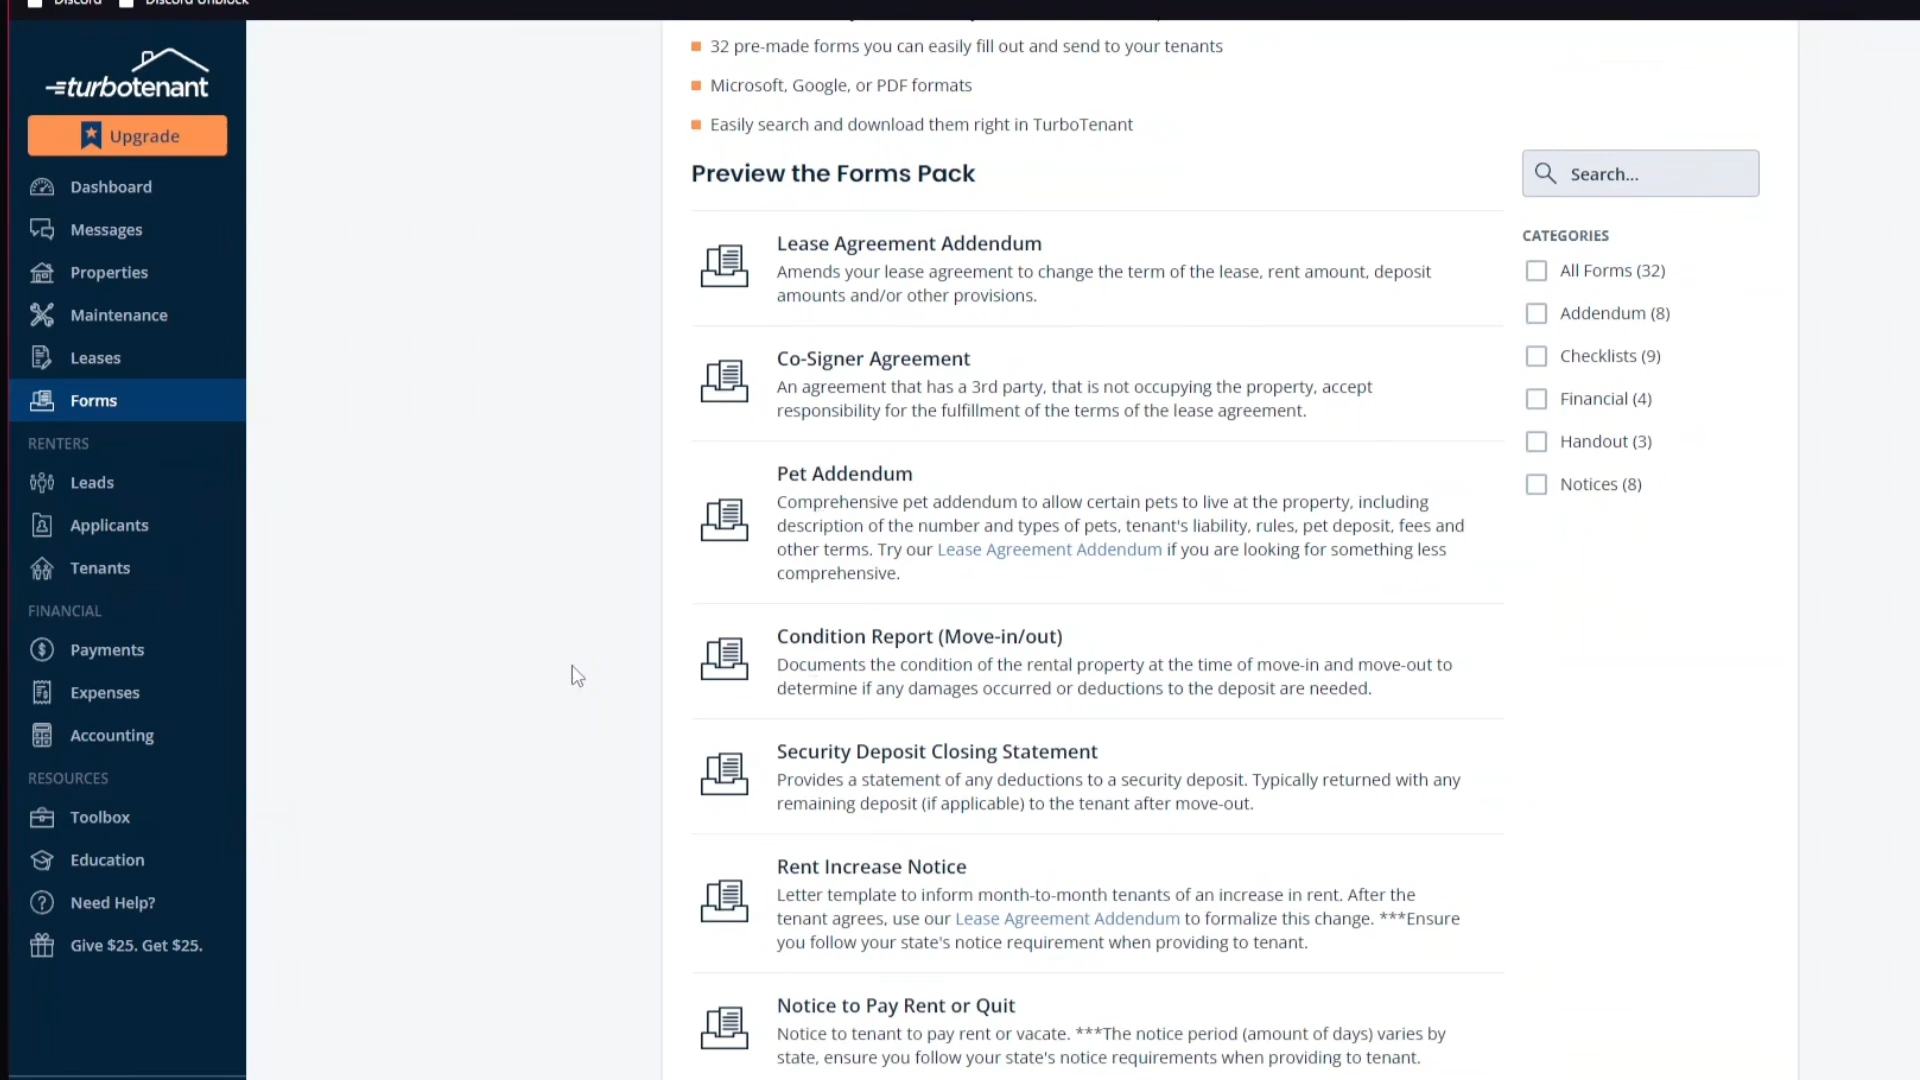 Discord
Discord Unblock
turbotenant
Upgrade
Dashboard
Messages
Properties
Maintenance
Leases
Forms
RENTERS
Leads
Applicants
Tenants
FINANCIAL
Payments
Expenses
Accounting
RESOURCES
Toolbox
Education
Need Help?
Give $25. Get $25.
32 pre-made forms you can easily fill out and send to your tenants
Microsoft, Google, or PDF formats
Easily search and download them right in TurboTenant
Preview the Forms Pack
Lease Agreement Addendum
Amends your lease agreement to change the term of the lease, rent amount, deposit
amounts and/or other provisions.
Co-Signer Agreement
An agreement that has a 3rd party, that is not occupying the property, accept
responsibility for the fulfillment of the terms of the lease agreement.
Pet Addendum
Comprehensive pet addendum to allow certain pets to live at the property, including
description of the number and types of pets, tenant's liability, rules, pet deposit, fees and
other terms. Try our Lease Agreement Addendum if you are looking for something less
comprehensive.
Condition Report (Move-in/out)
Documents the condition of the rental property at the time of move-in and move-out to
determine if any damages occurred or deductions to the deposit are needed.
Security Deposit Closing Statement
Provides a statement of any deductions to a security deposit. Typically returned with any
remaining deposit (if applicable) to the tenant after move-out.
Rent Increase Notice
Letter template to inform month-to-month tenants of an increase in rent. After the
tenant agrees, use our Lease Agreement Addendum to formalize this change. ***Ensure
you follow your state's notice requirement when providing to tenant.
Notice to Pay Rent or Quit
Notice to tenant to pay rent or vacate. ***The notice period (amount of days) varies by
state, ensure you follow your state's notice requirements when providing to tenant.
Search...
CATEGORIES
All Forms (32)
Addendum (8)
Checklists (9)
Financial (4)
Handout (3)
Notices (8)